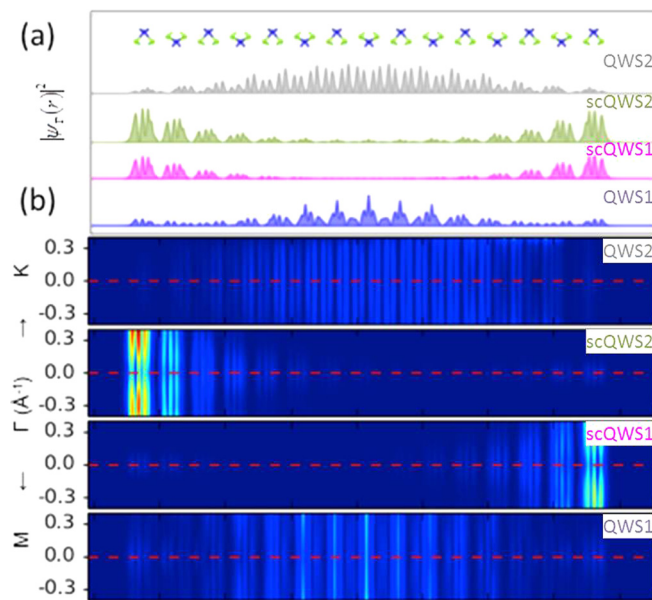 (a)
QWS2
scQWS2
scQWS1
QWS1
|ψΓ(r)|²
(b)
QWS2
0.3
0.0
-0.3
scQWS2
0.3
0.0
-0.3
scQWS1
0.3
0.0
-0.3
QWS1
0.3
0.0
-0.3
M ← Γ (Å-1) → K